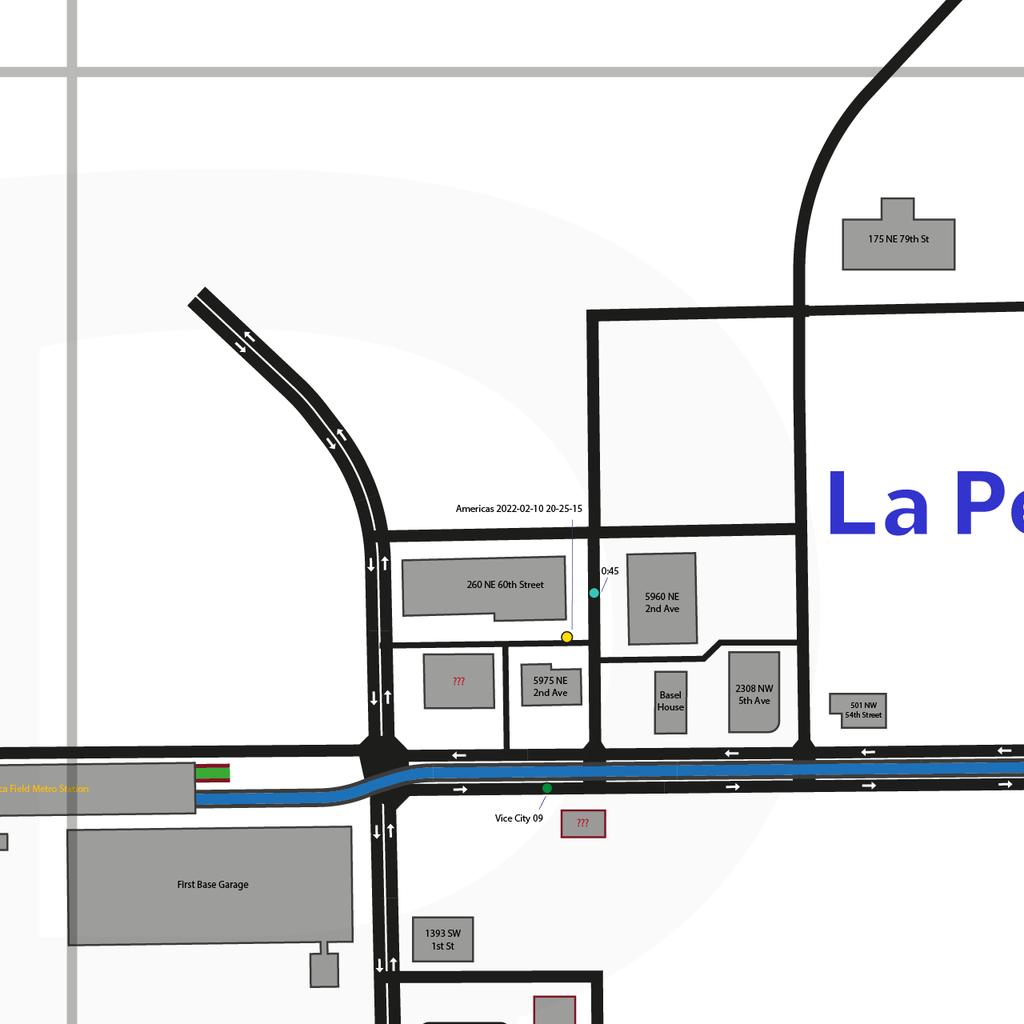 175 NE 79th St
La Pe
Americas 2022-02-10 20-25-15
0:45
260 NE 60th Street
5960 NE
2nd Ave
???
5975 NE
2nd Ave
Basel
House
2308 NW
5th Ave
501 NW
54th Street
ca Field Metro Station
Vice City 09
???
First Base Garage
1393 SW
1st St